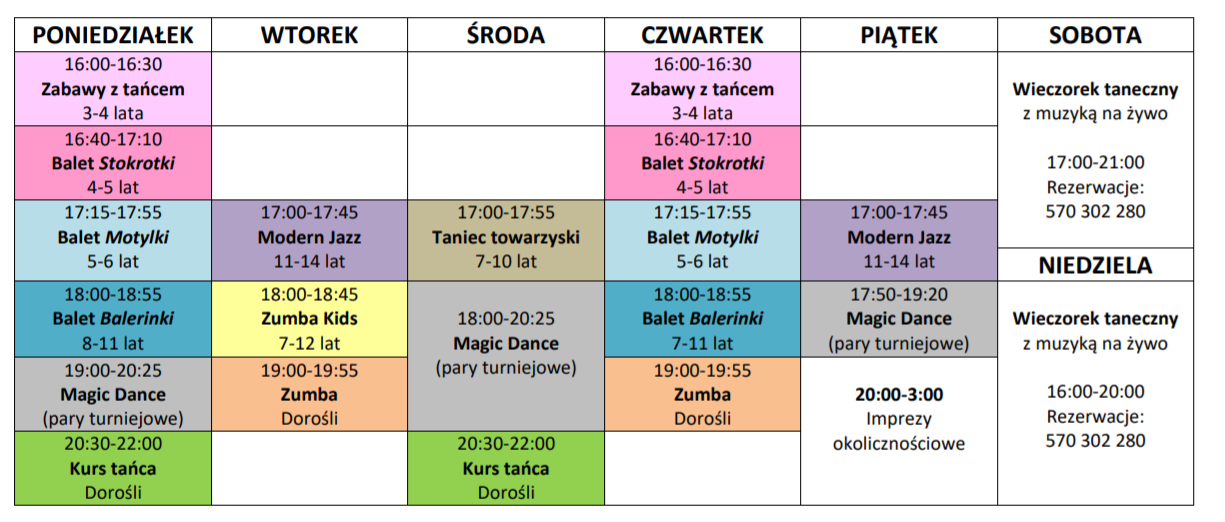 PONIEDZIAŁEK WTOREK ŚRODA CZWARTEK PIĄTEK SOBOTA
16:00-16:30
Zabawy z tańcem
3-4 lata
16:00-16:30
Zabawy z tańcem
3-4 lata
Wieczorek taneczny
z muzyką na żywo
17:00-21:00
Rezerwacje:
570 302 280
16:40-17:10
Balet Stokrotki
4-5 lat
16:40-17:10
Balet Stokrotki
4-5 lat
17:15-17:55
Balet Motylki
5-6 lat
17:00-17:45
Modern Jazz
11-14 lat
17:00-17:55
Taniec towarzyski
7-10 lat
17:15-17:55
Balet Motylki
5-6 lat
17:00-17:45
Modern Jazz
11-14 lat
NIEDZIELA
18:00-18:55
Balet Balerinki
8-11 lat
18:00-18:45
Zumba Kids
7-12 lat
18:00-20:25
Magic Dance
(pary turniejowe)
18:00-18:55
Balet Balerinki
7-11 lat
17:50-19:20
Magic Dance
(pary turniejowe)
Wieczorek taneczny
z muzyką na żywo
16:00-20:00
Rezerwacje:
570 302 280
19:00-20:25
Magic Dance
(pary turniejowe)
19:00-19:55
Zumba
Dorośli
19:00-19:55
Zumba
Dorośli
20:00-3:00
Imprezy
okolicznościowe
20:30-22:00
Kurs tańca
Dorośli
20:30-22:00
Kurs tańca
Dorośli